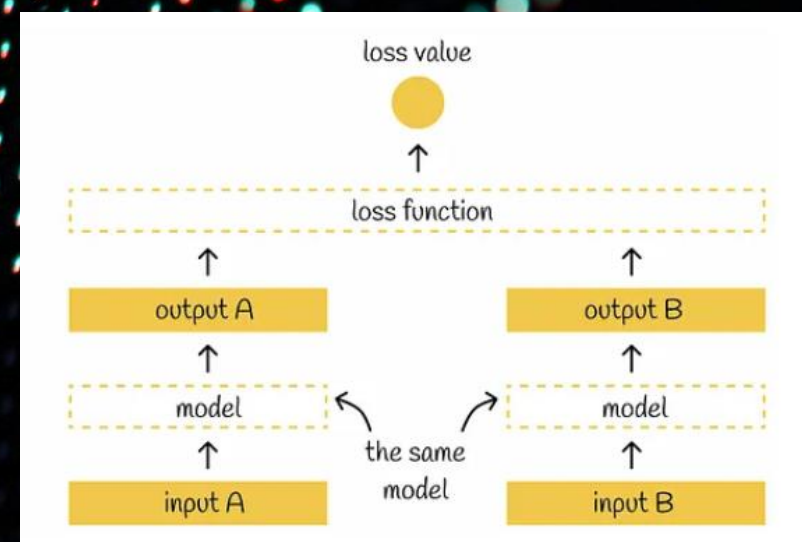 loss value
loss function
output A
output B
model
model
the same
model
input A
input B